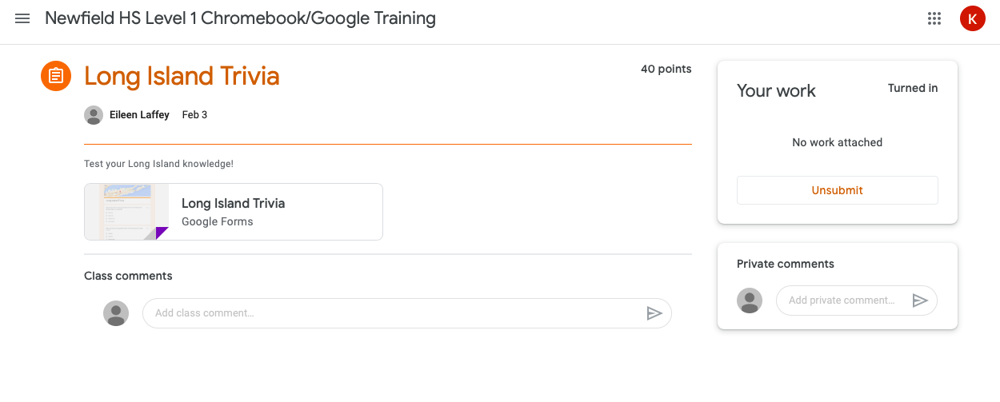 Newfield HS Level 1 Chromebook/Google Training
K
Long Island Trivia
40 points
Eileen Laffey Feb 3
Test your Long Island knowledge!
Long Island Trivia
Google Forms
Class comments
Add class comment...
Your work
Turned in
No work attached
Unsubmit
Private comments
Add private comment...